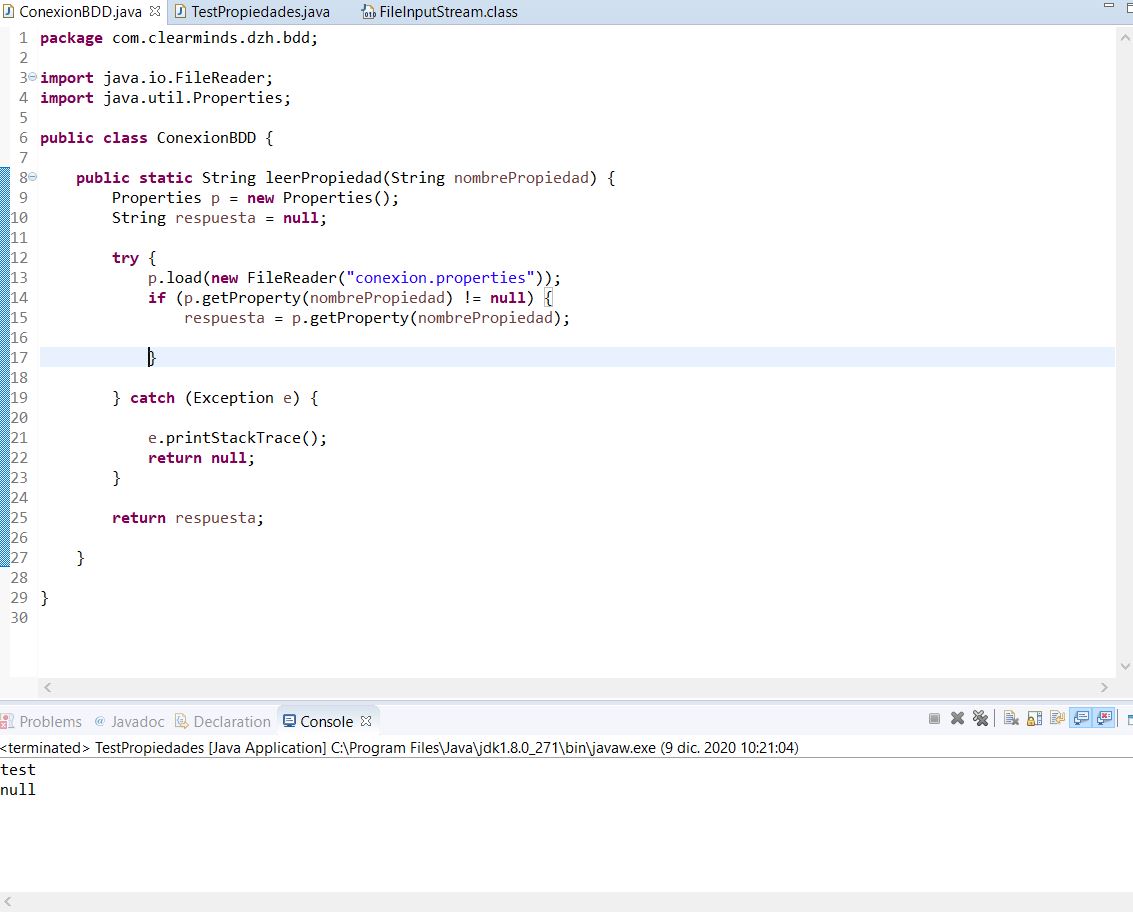 ConexionBDD.java TestPropiedades.java FileInputStream.class
1 package com.clearminds.dzh.bdd;
2
3 import java.io.FileReader;
4 import java.util.Properties;
5
6 public class ConexionBDD {
7
8 public static String leerPropiedad(String nombrePropiedad) {
9 Properties p = new Properties();
10 String respuesta = null;
11
12 try {
13 p.load(new FileReader("conexion.properties"));
14 if (p.getProperty(nombrePropiedad) != null) {
15 respuesta = p.getProperty(nombrePropiedad);
16
17 }
18
19 } catch (Exception e) {
20
21 e.printStackTrace();
22 return null;
23 }
24
25 return respuesta;
26
27 }
28
29 }
30
Problems @ Javadoc Declaration Console
<terminated> TestPropiedades [Java Application] C:\Program Files\Java\jdk1.8.0_271\bin\javaw.exe (9 dic. 2020 10:21:04)
test
null